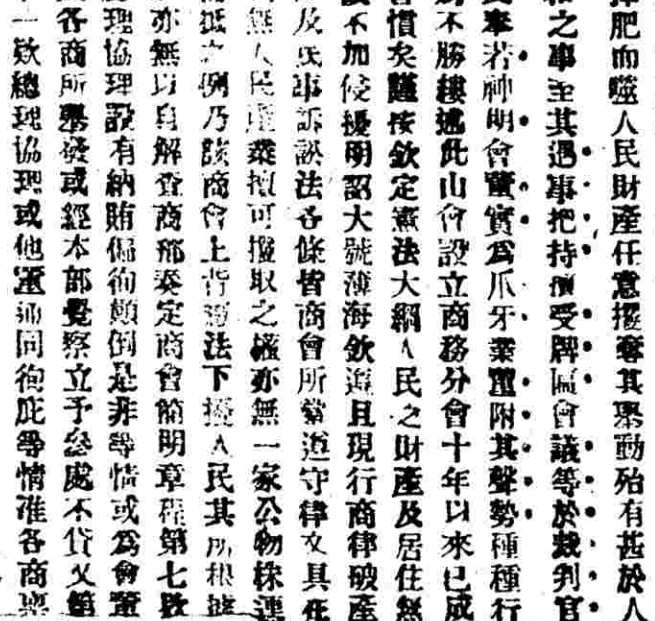 肥而噬人民財產任意攫奪其舉動殆有甚於人
之事至其遇事把持 受牌匾會議等於裁判官
奉若神明會董實為爪牙業董附其聲勢種種行
不勝縷述此山會設立商務分會十年以來已成
慣矣謹按欽定憲法大綱人民之財產及居住無
不加侵擾明詔大號薄海欽遵且現行商律破產
及民事訴訟法各條皆商會所當遵守律文具在
無人民 業擅可攫取之權亦無一家公物株連
之例乃該商會上背 法下擾人民其所根據
亦無以自解查商部奏定商會簡明章程第七款
理協理設有納賄偏徇顛倒是非等情或為會董
各商所舉發或經本部覺察立予參處不貸又第
一款總理協理或他董通同徇庇等情准各商稟